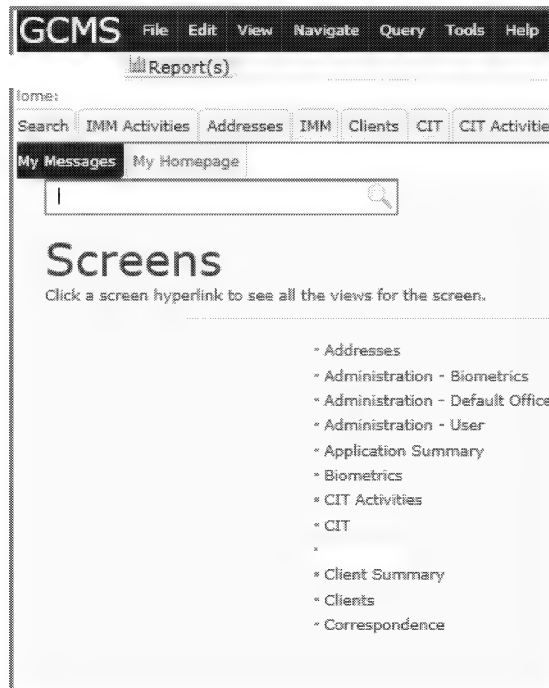 GCMS File Edit View Navigate Query Tools Help
Report(s)
ome:
Search IMM Activities Addresses IMM Clients CIT CIT Activitie
My Messages My Homepage
Screens
Click a screen hyperlink to see all the views for the screen.
Addresses
Administration - Biometrics
Administration - Default Office
Administration - User
Application Summary
Biometrics
CIT Activities
CIT
Client Summary
Clients
Correspondence